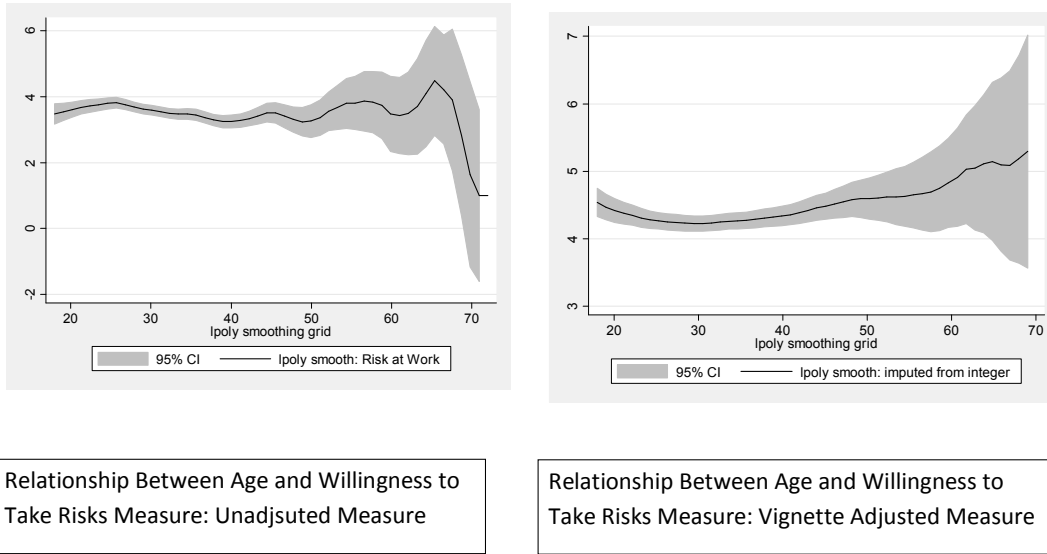 6
4
2
0
-2
20 30 40 50 60 70
lpoly smoothing grid
95% CI lpoly smooth: Risk at Work
7
6
5
4
3
20 30 40 50 60 70
lpoly smoothing grid
95% CI lpoly smooth: imputed from integer
Relationship Between Age and Willingness to
Take Risks Measure: Unadjsuted Measure
Relationship Between Age and Willingness to
Take Risks Measure: Vignette Adjusted Measure